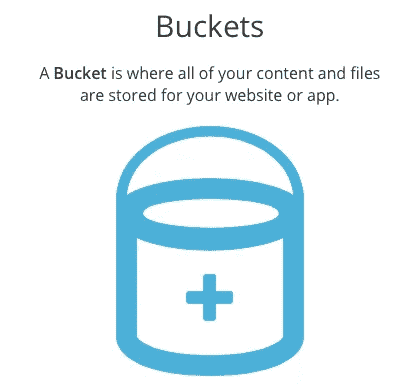 Buckets
A Bucket is where all of your content and files
are stored for your website or app.